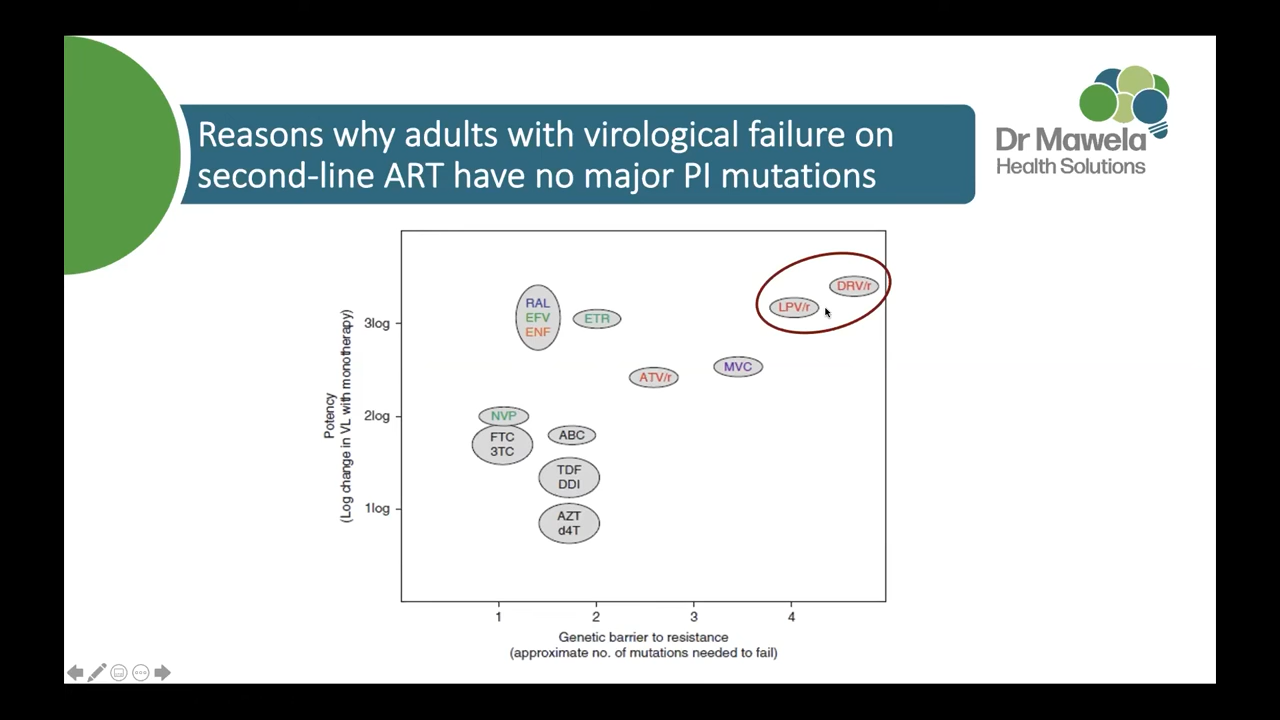 Reasons why adults with virological failure on
second-line ART have no major PI mutations
Dr Mawela
Health Solutions
Potency
(Log change in VL with monotherapy)
3log
2log
1log
RAL
EFV
ENF
ETR
LPV/r
DRV/r
ATV/r
MVC
NVP
FTC
3TC
ABC
TDF
DDI
AZT
d4T
1
2
3
4
Genetic barrier to resistance
(approximate no. of mutations needed to fail)